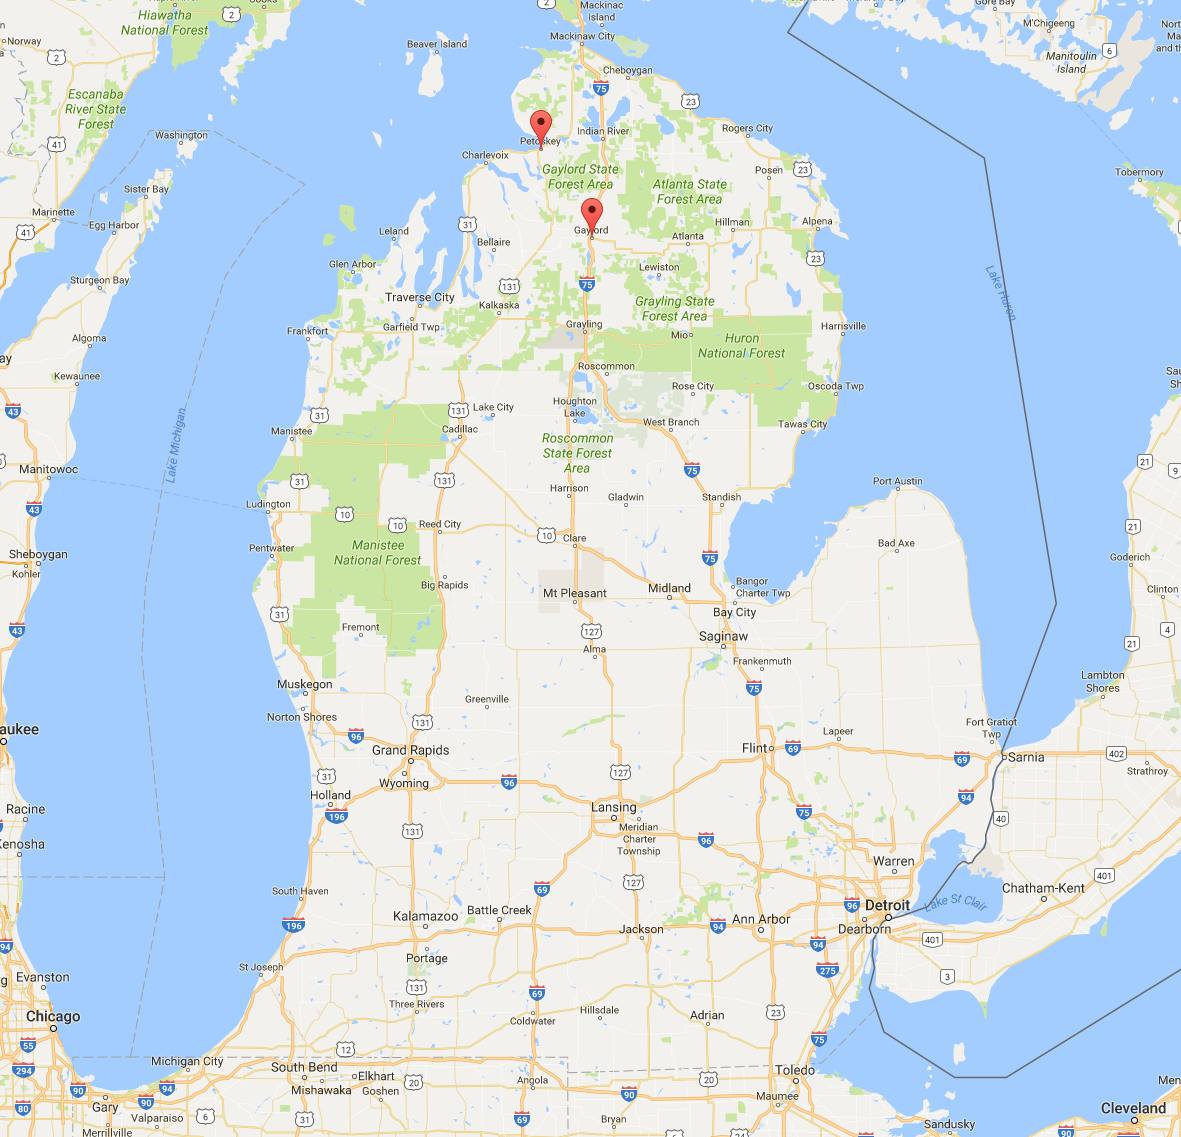 Hiawatha
National Forest
2
2
Mackinac
Island
Mackinaw City
Gore Bay
M'Chigeeng
6
Manitoulin
Island
Norway
2
Beaver Island
Cheboygan
75
23
Escanaba
River State
Forest
41
Washington
Petoskey
Indian River
Rogers City
Charlevoix
Gaylord State
Forest Area
Atlanta State
Forest Area
Posen
23
Tobermory
Sister Bay
Marinette
Egg Harbor
41
31
Leland
Bellaire
Gaylord
Hillman
Atlanta
Alpena
23
Glen Arbor
Lewiston
Sturgeon Bay
75
131
Traverse City
Kalkaska
Grayling State
Forest Area
Lake Huron
Frankfort
Garfield Twp
Grayling
Mio
Harrisville
Algoma
Huron
National Forest
Roscommon
Kewaunee
Rose City
Oscoda Twp
43
31
131
Lake City
Houghton
Lake
West Branch
Tawas City
Manistee
Cadillac
Lake Michigan
Roscommon
State Forest
Area
Manitowoc
31
131
75
21
9
Harrison
Gladwin
Standish
Port Austin
43
Ludington
10
10
Reed City
10
Clare
21
Pentwater
Manistee
National Forest
Bad Axe
Sheboygan
Kohler
75
Goderich
Big Rapids
Mt Pleasant
Midland
Bangor
Charter Twp
Clinton
Bay City
31
43
Fremont
127
Saginaw
4
21
Alma
Frankenmuth
Muskegon
75
Lambton
Shores
Norton Shores
Greenville
131
96
Fort Gratiot
Twp
Lapeer
Grand Rapids
Flint
69
69
Sarnia
402
Strathroy
31
Wyoming
96
127
Holland
196
94
Racine
Lansing
75
40
131
Meridian
Charter
Township
96
Warren
127
401
South Haven
69
Chatham-Kent
96
Detroit
Lake St Clair
Kalamazoo
Battle Creek
196
94
Ann Arbor
Jackson
Dearborn
94
94
401
Portage
St Joseph
275
3
Evanston
131
69
Three Rivers
Hillsdale
23
Chicago
Coldwater
Adrian
55
12
75
Michigan City
294
South Bend
Elkhart
Toledo
90
94
Mishawaka
Goshen
20
Angola
20
90
Maumee
80
Gary
90
Valparaiso
6
31
69
Bryan
Cleveland
Merrillville
Sandusky
90